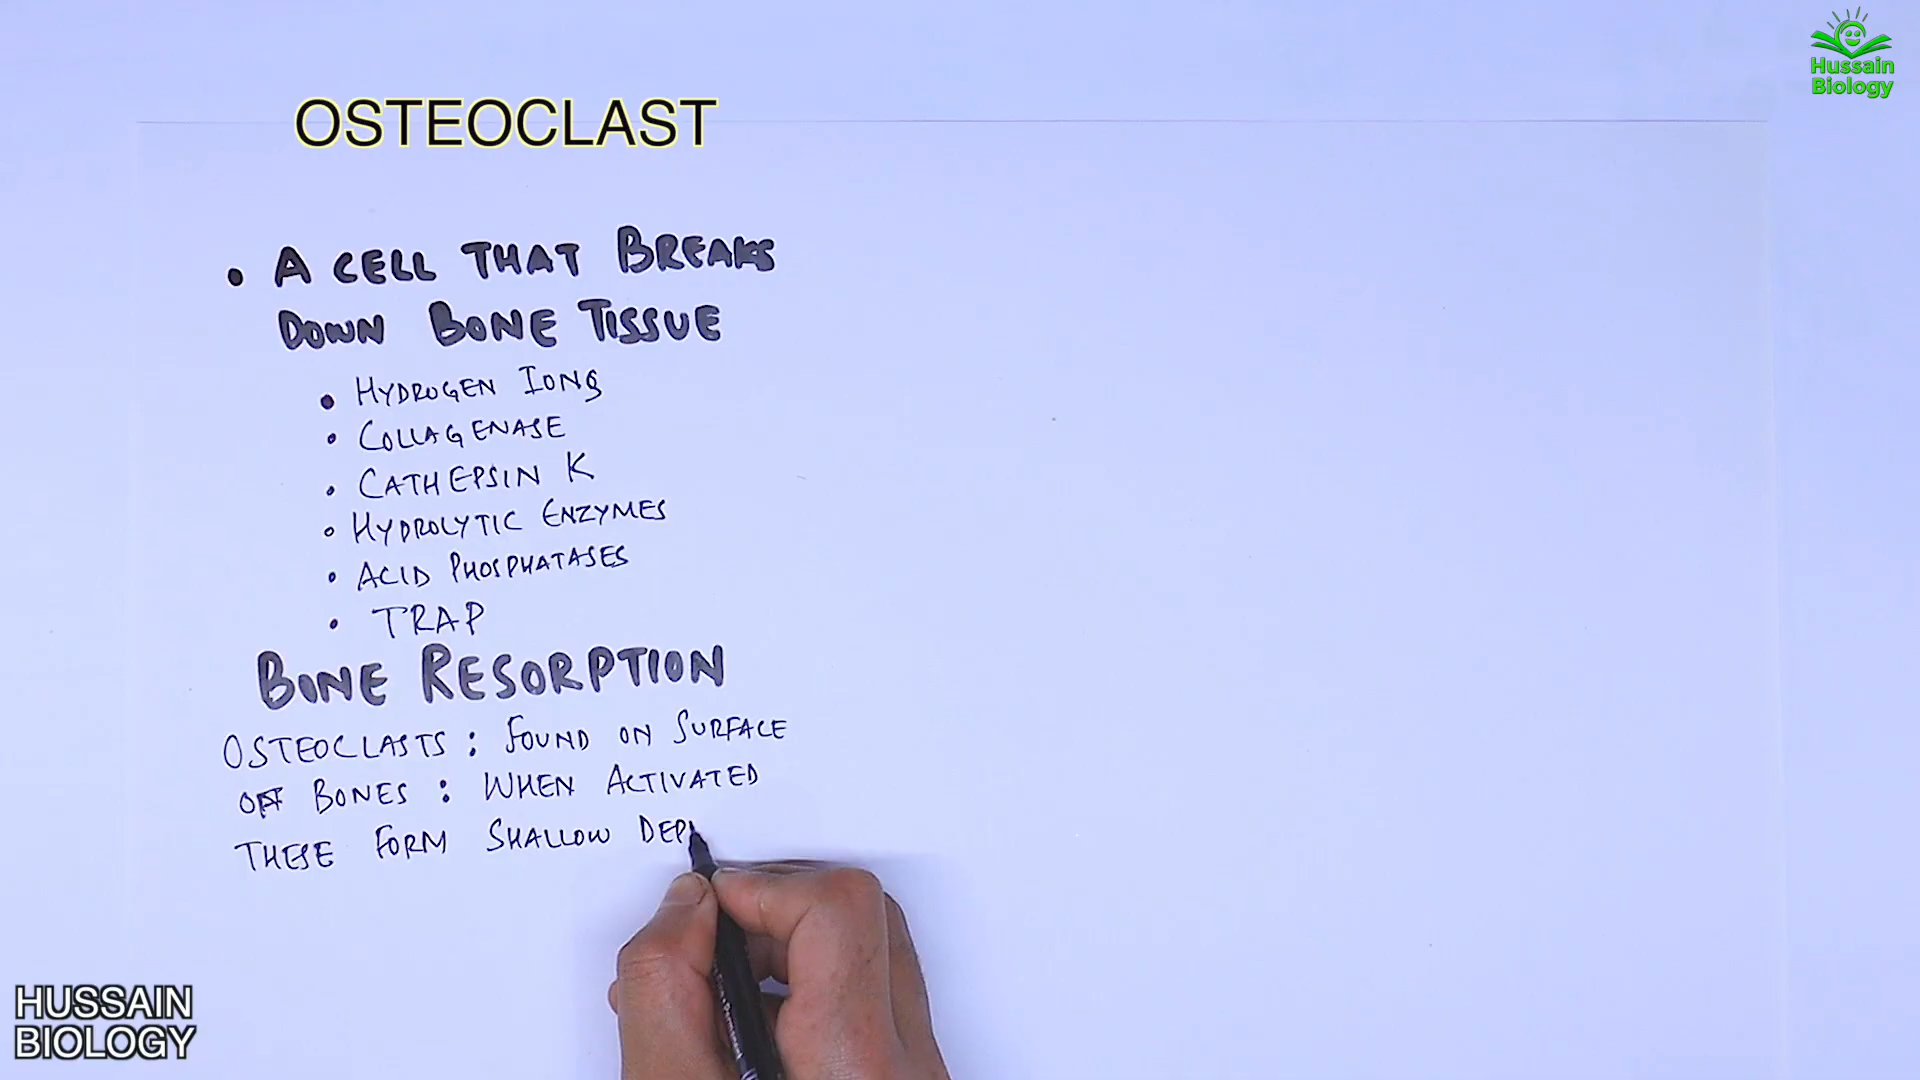 Hussain
Biology
OSTEOCLAST
• A CELL THAT BREAKS
DOWN BONE TISSUE
• HYDROGEN IONS
• COLLAGENASE
• CATHEPSIN K
• HYDROLYTIC ENZYMES
• ACID PHOSPHATASES
• TRAP
BONE RESORPTION
OSTEOCLASTS : FOUND ON SURFACE
OF BONES : WHEN ACTIVATED
THESE FORM SHALLOW DEP
HUSSAIN
BIOLOGY